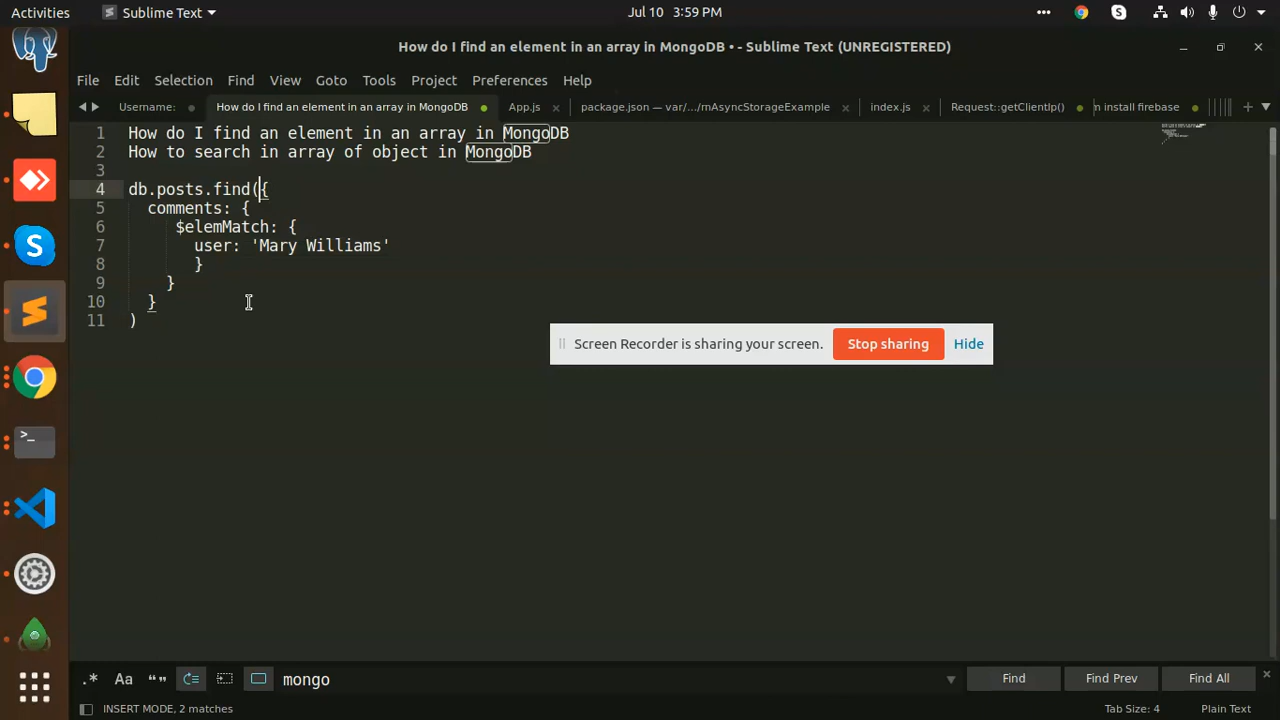 Activities
Sublime Text
Jul 10 3:59 PM
How do I find an element in an array in MongoDB • - Sublime Text (UNREGISTERED)
File Edit Selection Find View Goto Tools Project Preferences Help
Username:
How do I find an element in an array in MongoDB
App.js
package.json — var/.../mAsyncStorageExample
index.js
Request::getClientIp()
n install firebase
1 How do I find an element in an array in MongoDB
2 How to search in array of object in MongoDB
3
4 db.posts.find({
5 comments: {
6 $elemMatch: {
7 user: 'Mary Williams'
8 }
9 }
10 }
11 )
Screen Recorder is sharing your screen.
Stop sharing
Hide
.* Aa “”
mongo
Find
Find Prev
Find All
INSERT MODE, 2 matches
Tab Size: 4
Plain Text